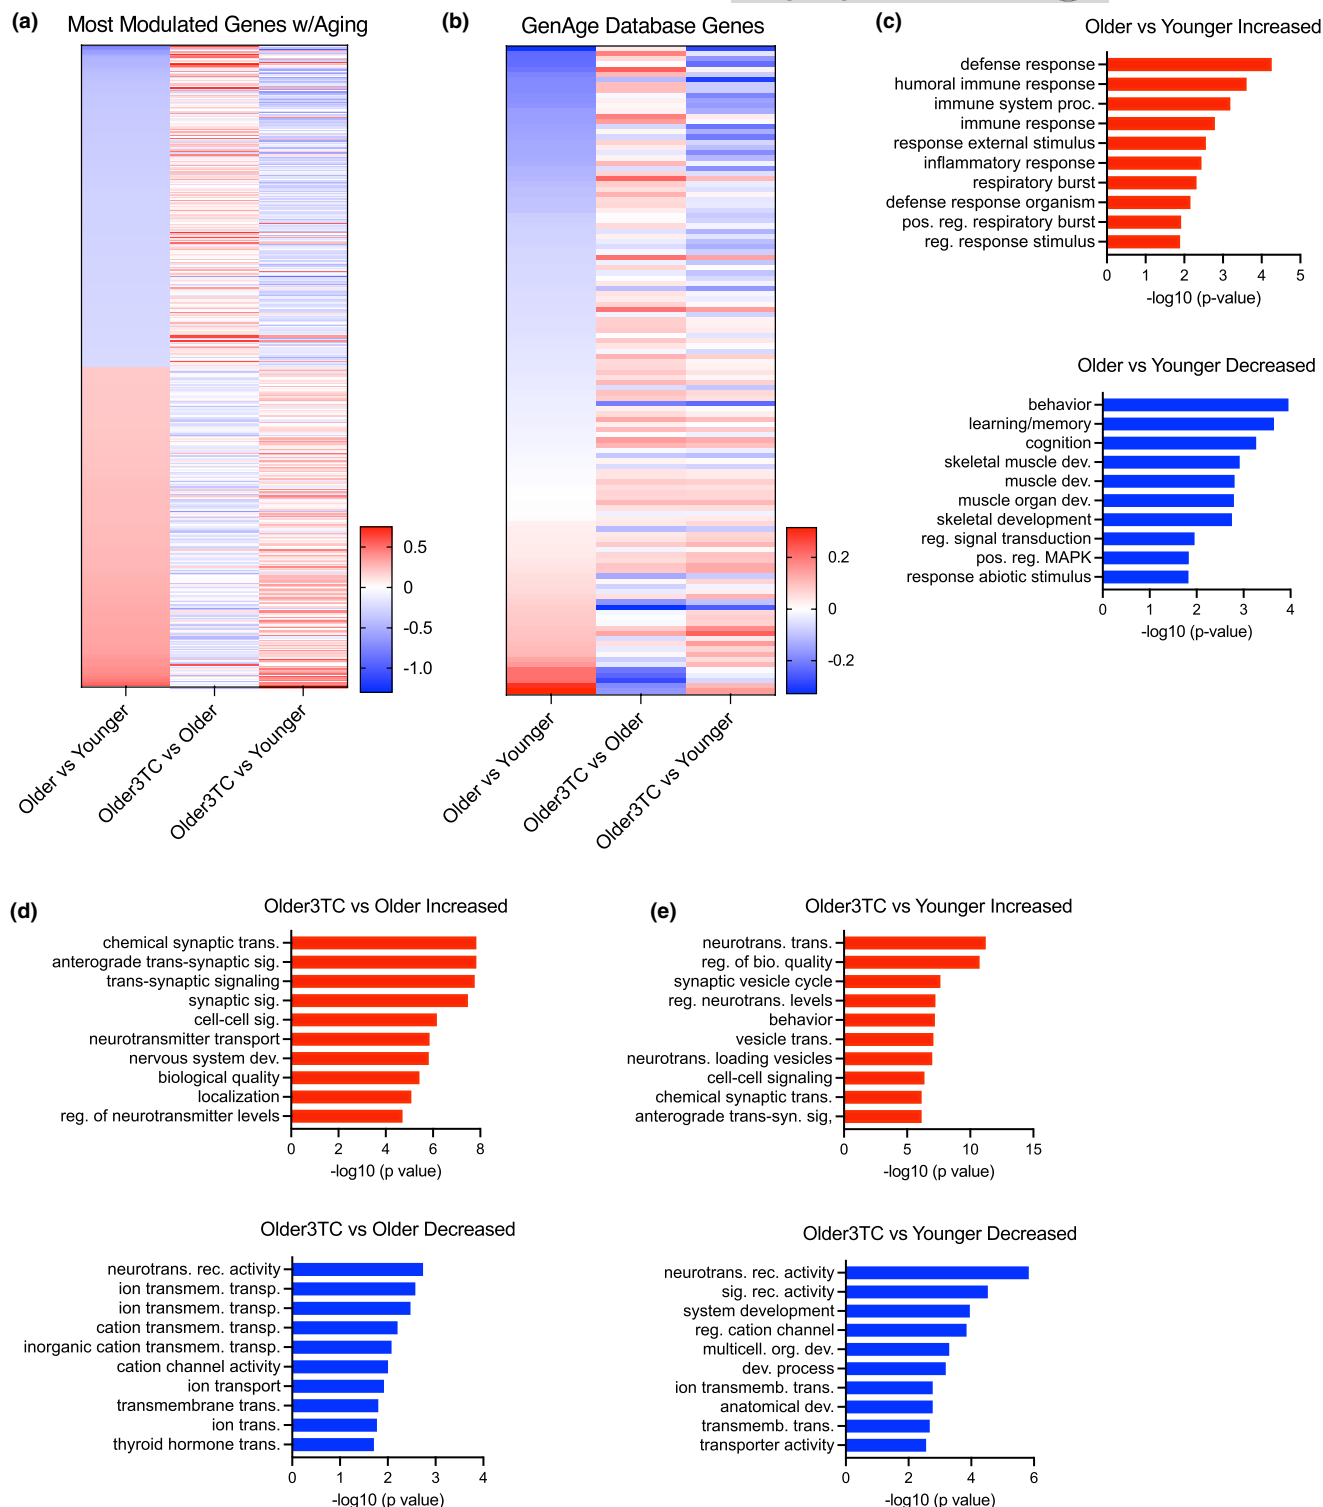 (a)
Most Modulated Genes w/Aging
0.5
0
-0.5
-1.0
Older vs Younger
Older3TC vs Older
Older3TC vs Younger
(b)
GenAge Database Genes
0.2
0
-0.2
Older vs Younger
Older3TC vs Older
Older3TC vs Younger
(c)
Older vs Younger Increased
defense response
humoral immune response
immune system proc.
immune response
response external stimulus
inflammatory response
respiratory burst
defense response organism
pos. reg. respiratory burst
reg. response stimulus
0 1 2 3 4 5
-log10 (p-value)
Older vs Younger Decreased
behavior
learning/memory
cognition
skeletal muscle dev.
muscle dev.
muscle organ dev.
skeletal development
reg. signal transduction
pos. reg. MAPK
response abiotic stimulus
0 1 2 3 4
-log10 (p-value)
(d)
Older3TC vs Older Increased
chemical synaptic trans.
anterograde trans-synaptic sig.
trans-synaptic signaling
synaptic sig.
cell-cell sig.
neurotransmitter transport
nervous system dev.
biological quality
localization
reg. of neurotransmitter levels
0 2 4 6 8
-log10 (p value)
Older3TC vs Older Decreased
neurotrans. rec. activity
ion transmem. transp.
ion transmem. transp.
cation transmem. transp.
inorganic cation transmem. transp.
cation channel activity
ion transport
transmembrane trans.
ion trans.
thyroid hormone trans.
0 1 2 3 4
-log10 (p value)
(e)
Older3TC vs Younger Increased
neurotrans. trans.
reg. of bio. quality
synaptic vesicle cycle
reg. neurotrans. levels
behavior
vesicle trans.
neurotrans. loading vesicles
cell-cell signaling
chemical synaptic trans.
anterograde trans-syn. sig,
0 5 10 15
-log10 (p value)
Older3TC vs Younger Decreased
neurotrans. rec. activity
sig. rec. activity
system development
reg. cation channel
multicell. org. dev.
dev. process
ion transmemb. trans.
anatomical dev.
transmemb. trans.
transporter activity
0 2 4 6
-log10 (p value)